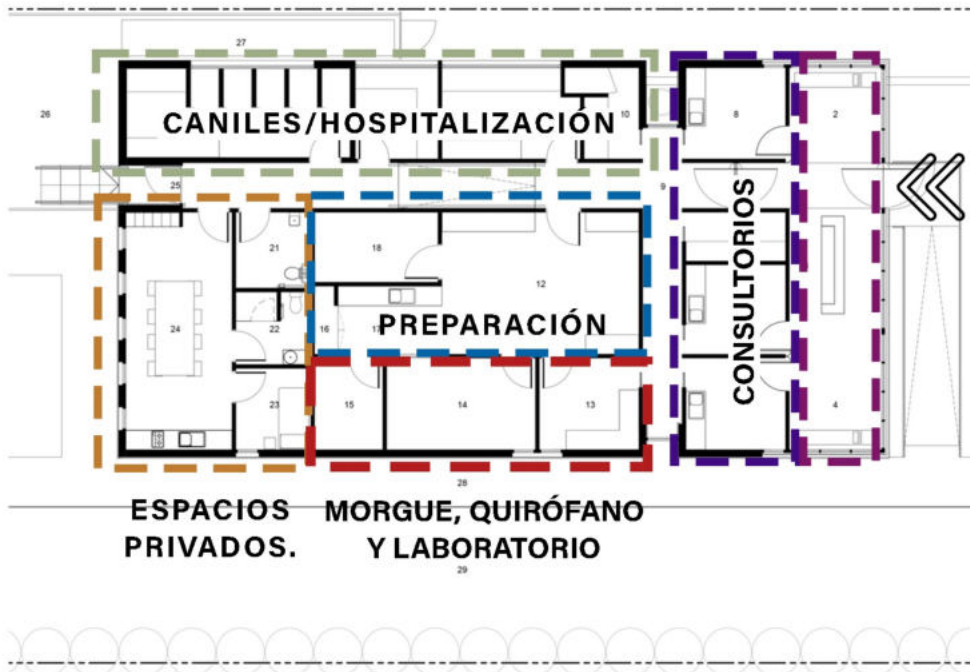 27
26
CANILES/HOSPITALIZACIÓN
10
8
2
25
9
CONSULTORIOS
21
18
12
24
22
16
PREPARACIÓN
23
15
14
13
4
28
ESPACIOS
PRIVADOS.
MORGUE, QUIRÓFANO
Y LABORATORIO
29